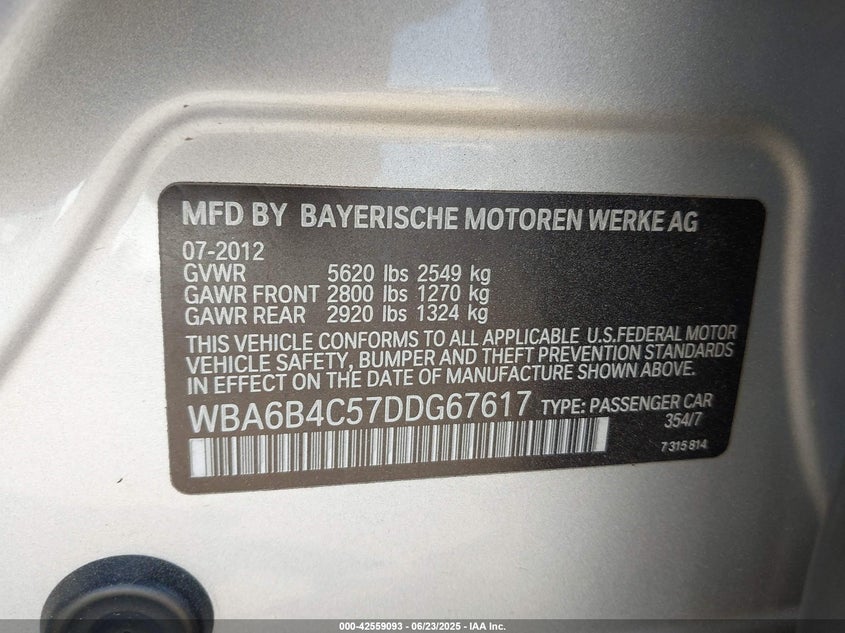 MFD BY BAYERISCHE MOTOREN WERKE AG
07-2012
GVWR 5620 lbs 2549 kg
GAWR FRONT 2800 lbs 1270 kg
GAWR REAR 2920 lbs 1324 kg
THIS VEHICLE CONFORMS TO ALL APPLICABLE U.S.FEDERAL MOTOR
VEHICLE SAFETY, BUMPER AND THEFT PREVENTION STANDARDS
IN EFFECT ON THE DATE OF MANUFACTURE SHOWN ABOVE.
WBA6B4C57DDG67617 TYPE: PASSENGER CAR
354/7
7 315 814
000-42559093 - 06/23/2025 - IAA Inc.